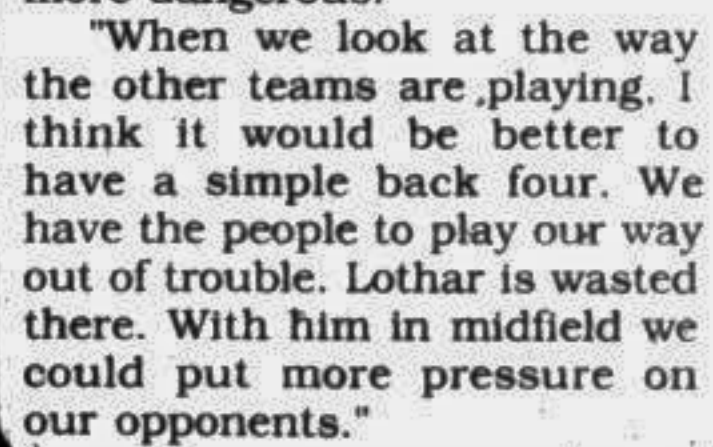 more dangerous.
"When we look at the way
the other teams are playing. I
think it would be better to
have a simple back four. We
have the people to play our way
out of trouble. Lothar is wasted
there. With him in midfield we
could put more pressure on
our opponents."